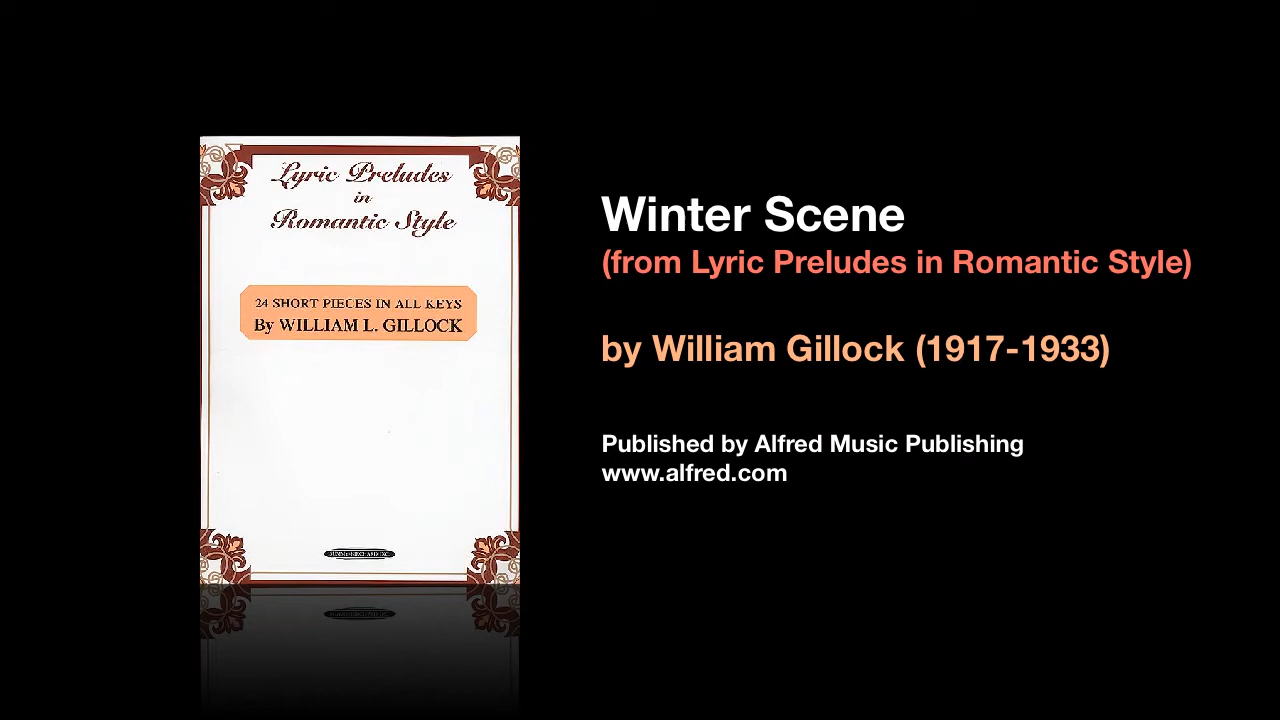 Lyric Preludes
in
Romantic Style
24 SHORT PIECES IN ALL KEYS
By WILLIAM L. GILLOCK
Winter Scene
(from Lyric Preludes in Romantic Style)
by William Gillock (1917-1933)
Published by Alfred Music Publishing
www.alfred.com